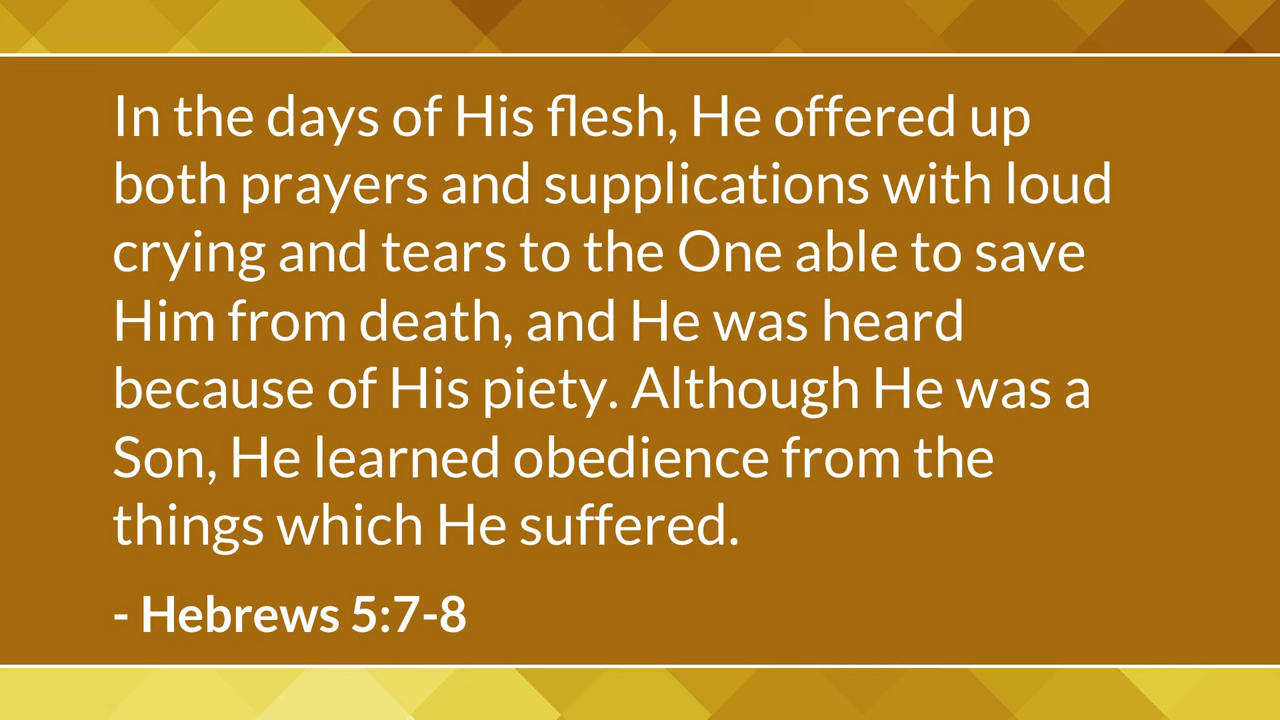 In the days of His flesh, He offered up
both prayers and supplications with loud
crying and tears to the One able to save
Him from death, and He was heard
because of His piety. Although He was a
Son, He learned obedience from the
things which He suffered.
- Hebrews 5:7-8